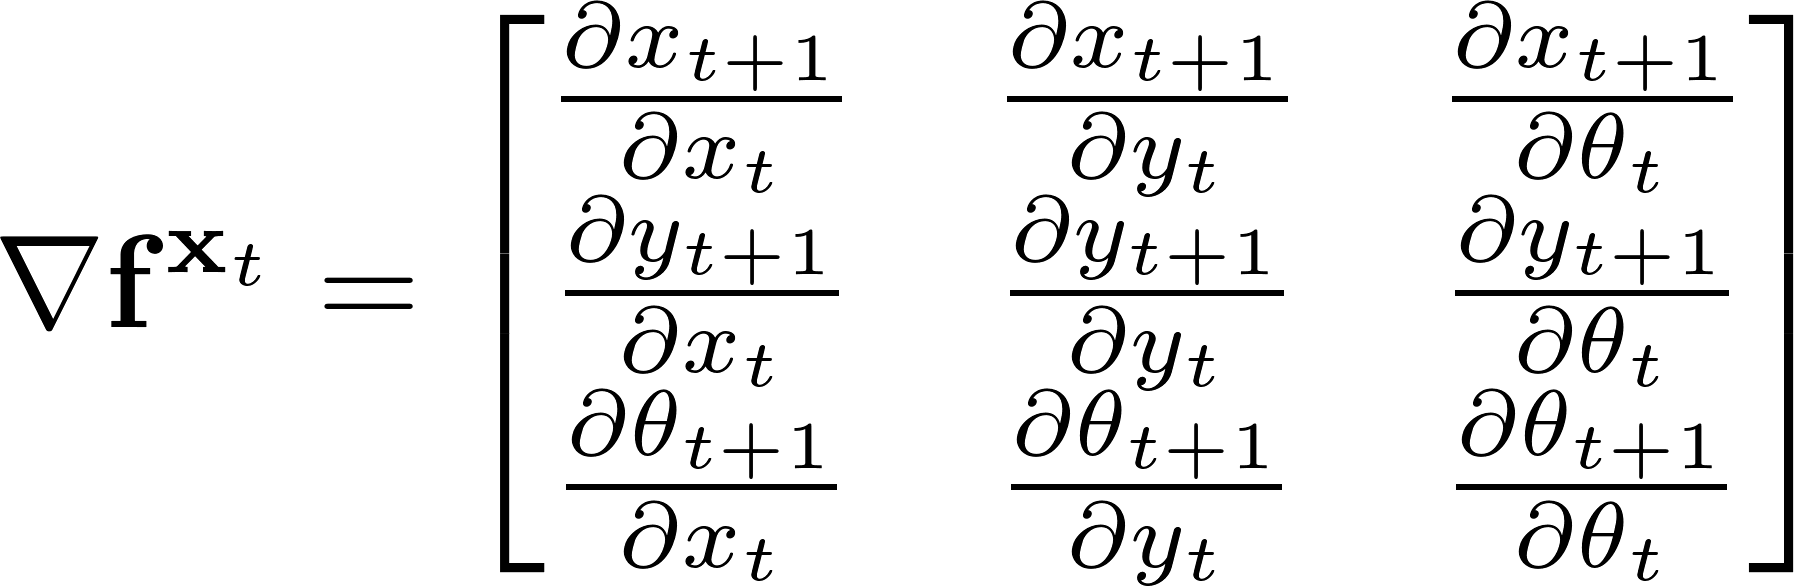 ∂x_{t+1}/∂x_t ∂x_{t+1}/∂y_t ∂x_{t+1}/∂θ_t
∇𝐟^{𝐱_t} = [ ∂y_{t+1}/∂x_t ∂y_{t+1}/∂y_t ∂y_{t+1}/∂θ_t ]
∂θ_{t+1}/∂x_t ∂θ_{t+1}/∂y_t ∂θ_{t+1}/∂θ_t